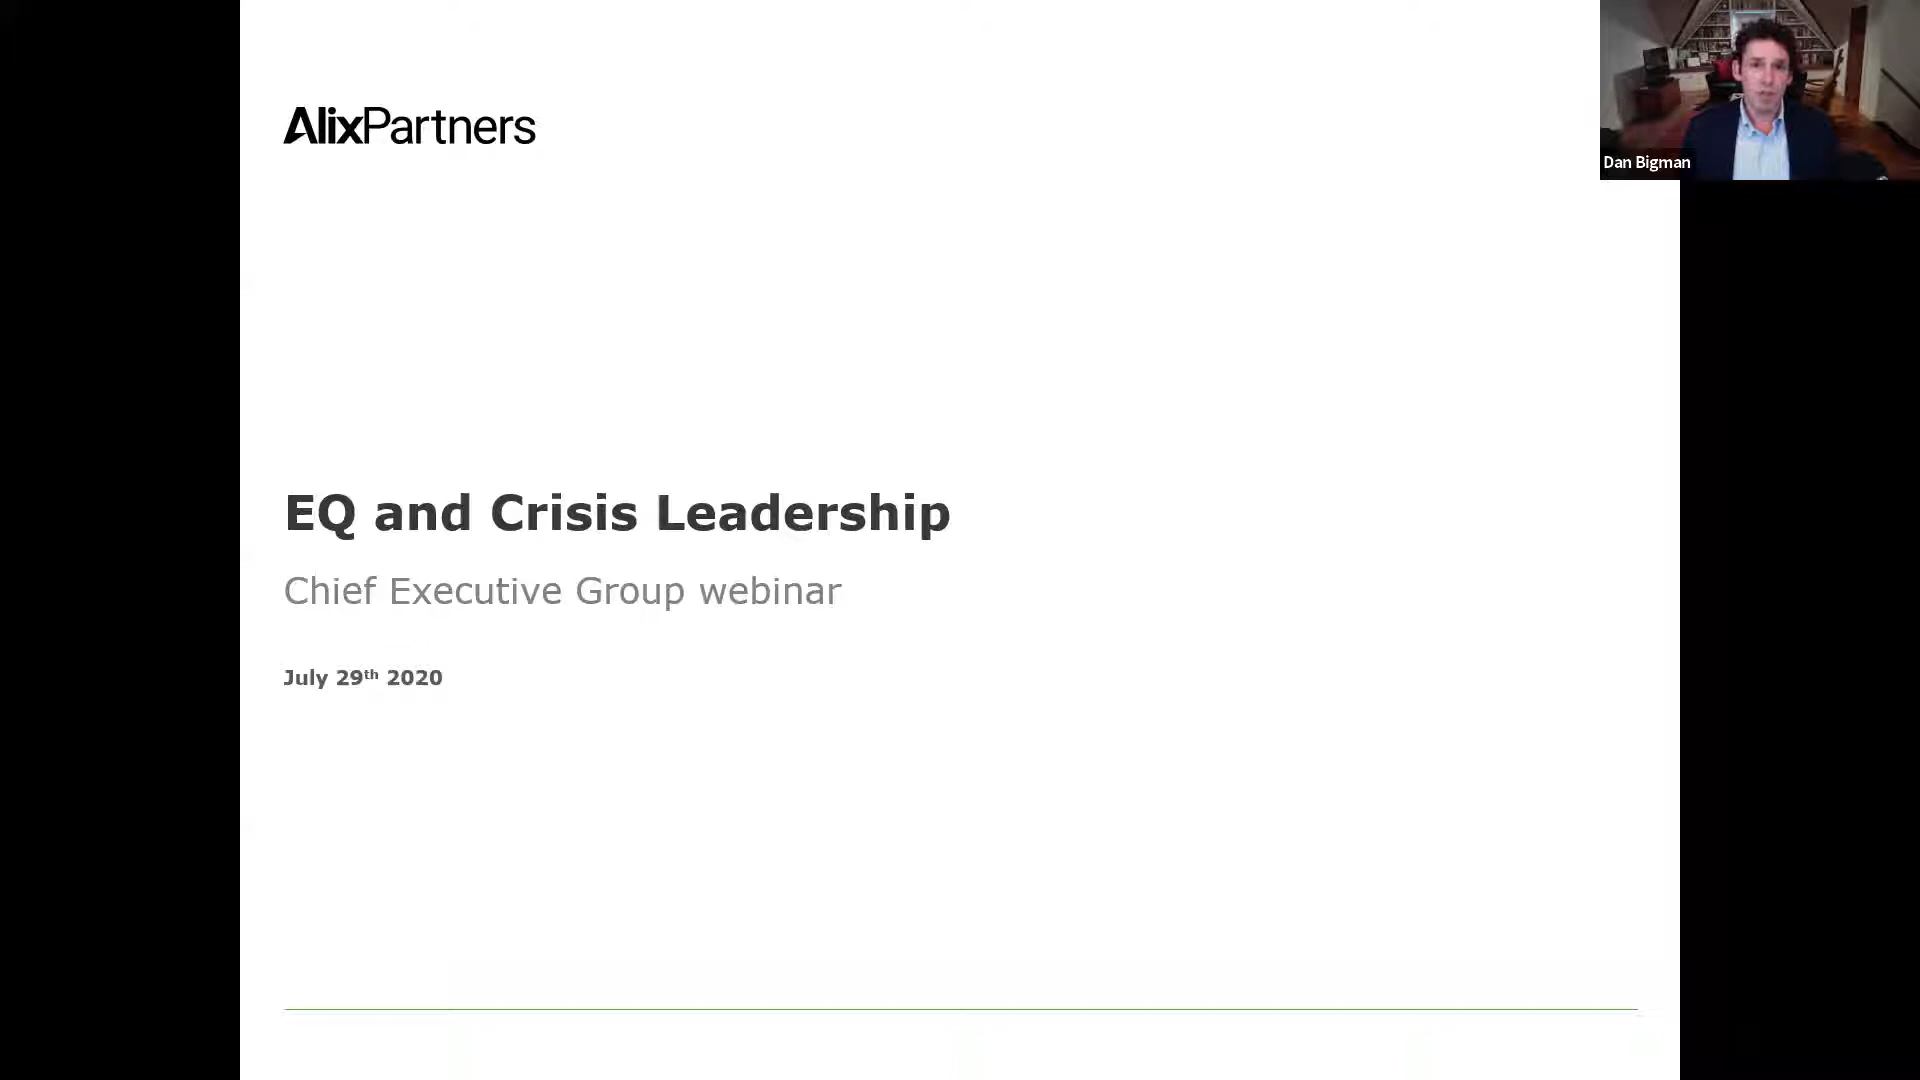 AlixPartners
Dan Bigman
EQ and Crisis Leadership
Chief Executive Group webinar
July 29th 2020